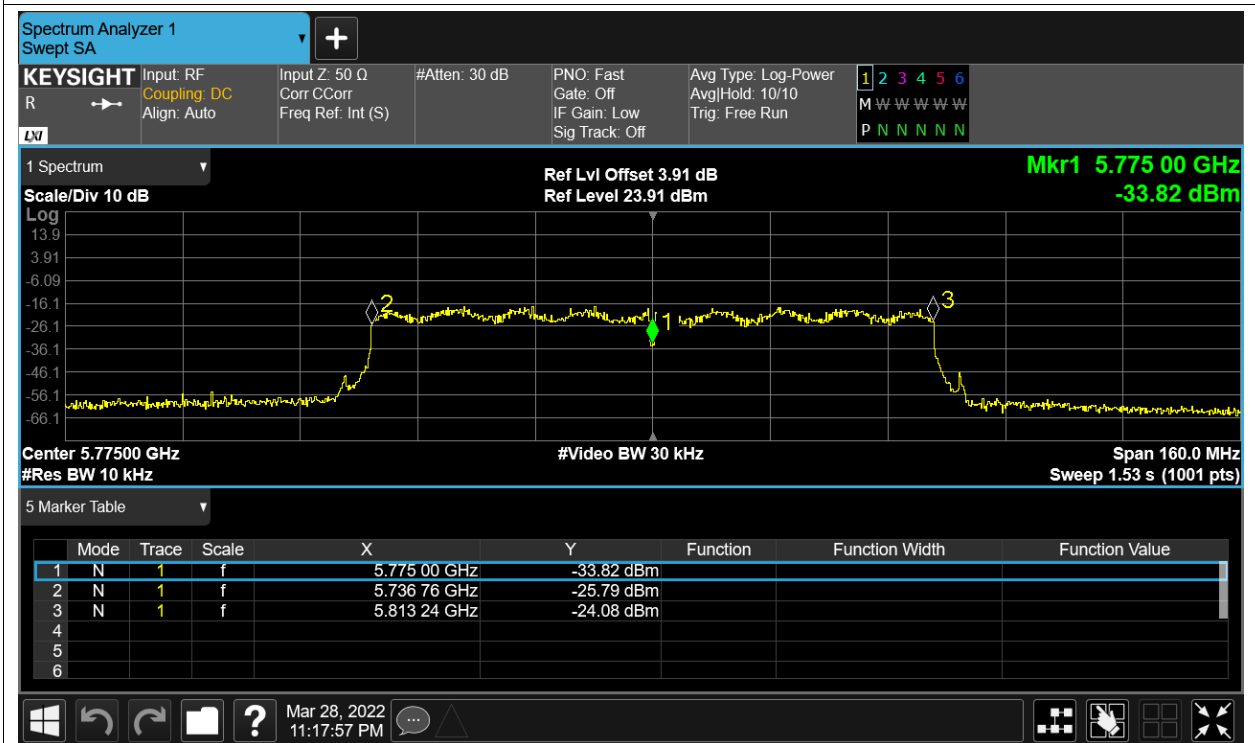 Spectrum Analyzer 1
Swept SA
+
KEYSIGHT Input: RF Input Z: 50 Ω #Atten: 30 dB PNO: Fast Avg Type: Log-Power 1 2 3 4 5 6
R Coupling: DC Corr CCorr Gate: Off Avg|Hold: 10/10 M W W W W W
Align: Auto Freq Ref: Int (S) IF Gain: Low Trig: Free Run
LXI Sig Track: Off P N N N N N
1 Spectrum Ref Lvl Offset 3.91 dB Mkr1 5.775 00 GHz
Scale/Div 10 dB Ref Level 23.91 dBm -33.82 dBm
Log
13.9
3.91
-6.09
-16.1 2 3
-26.1 1
-36.1
-46.1
-56.1
-66.1
Center 5.77500 GHz #Video BW 30 kHz Span 160.0 MHz
#Res BW 10 kHz Sweep 1.53 s (1001 pts)
5 Marker Table
Mode Trace Scale X Y Function Function Width Function Value
1 N 1 f 5.775 00 GHz -33.82 dBm
2 N 1 f 5.736 76 GHz -25.79 dBm
3 N 1 f 5.813 24 GHz -24.08 dBm
4
5
6
? Mar 28, 2022
11:17:57 PM